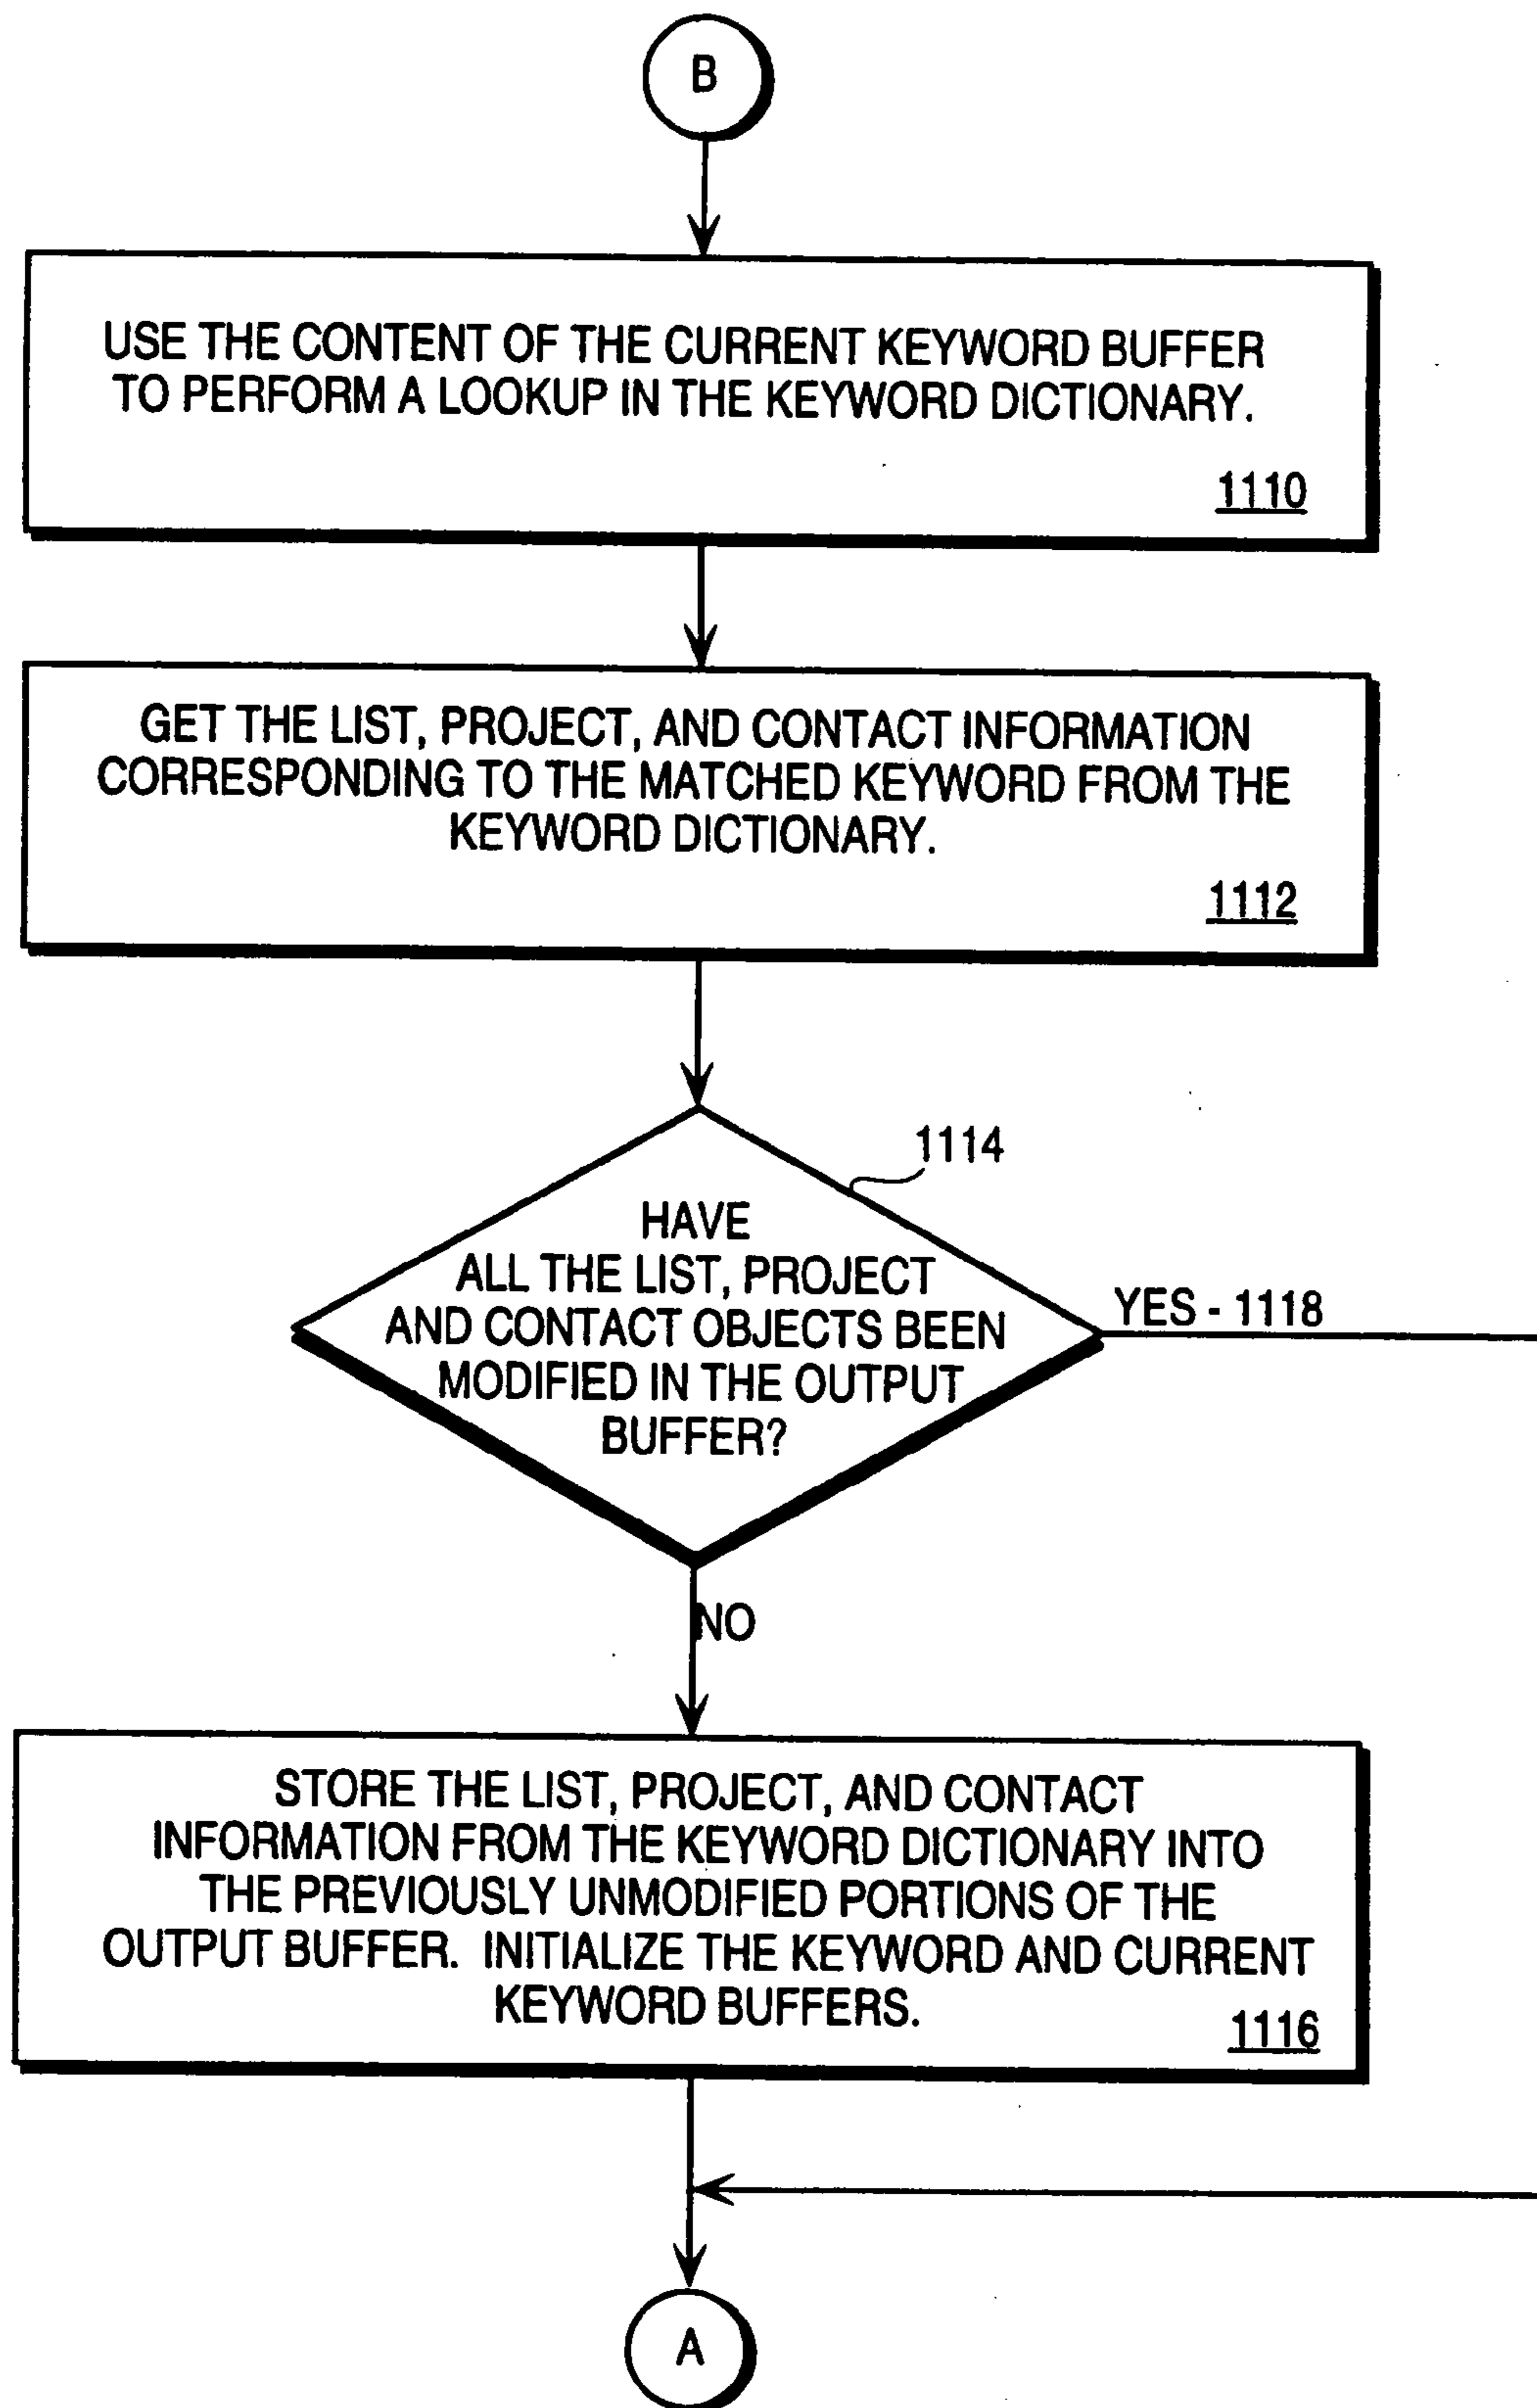 B
USE THE CONTENT OF THE CURRENT KEYWORD BUFFER
TO PERFORM A LOOKUP IN THE KEYWORD DICTIONARY.
1110
GET THE LIST, PROJECT, AND CONTACT INFORMATION
CORRESPONDING TO THE MATCHED KEYWORD FROM THE
KEYWORD DICTIONARY.
1112
1114
HAVE
ALL THE LIST, PROJECT
AND CONTACT OBJECTS BEEN
MODIFIED IN THE OUTPUT
BUFFER?
YES - 1118
NO
STORE THE LIST, PROJECT, AND CONTACT
INFORMATION FROM THE KEYWORD DICTIONARY INTO
THE PREVIOUSLY UNMODIFIED PORTIONS OF THE
OUTPUT BUFFER. INITIALIZE THE KEYWORD AND CURRENT
KEYWORD BUFFERS.
1116
A